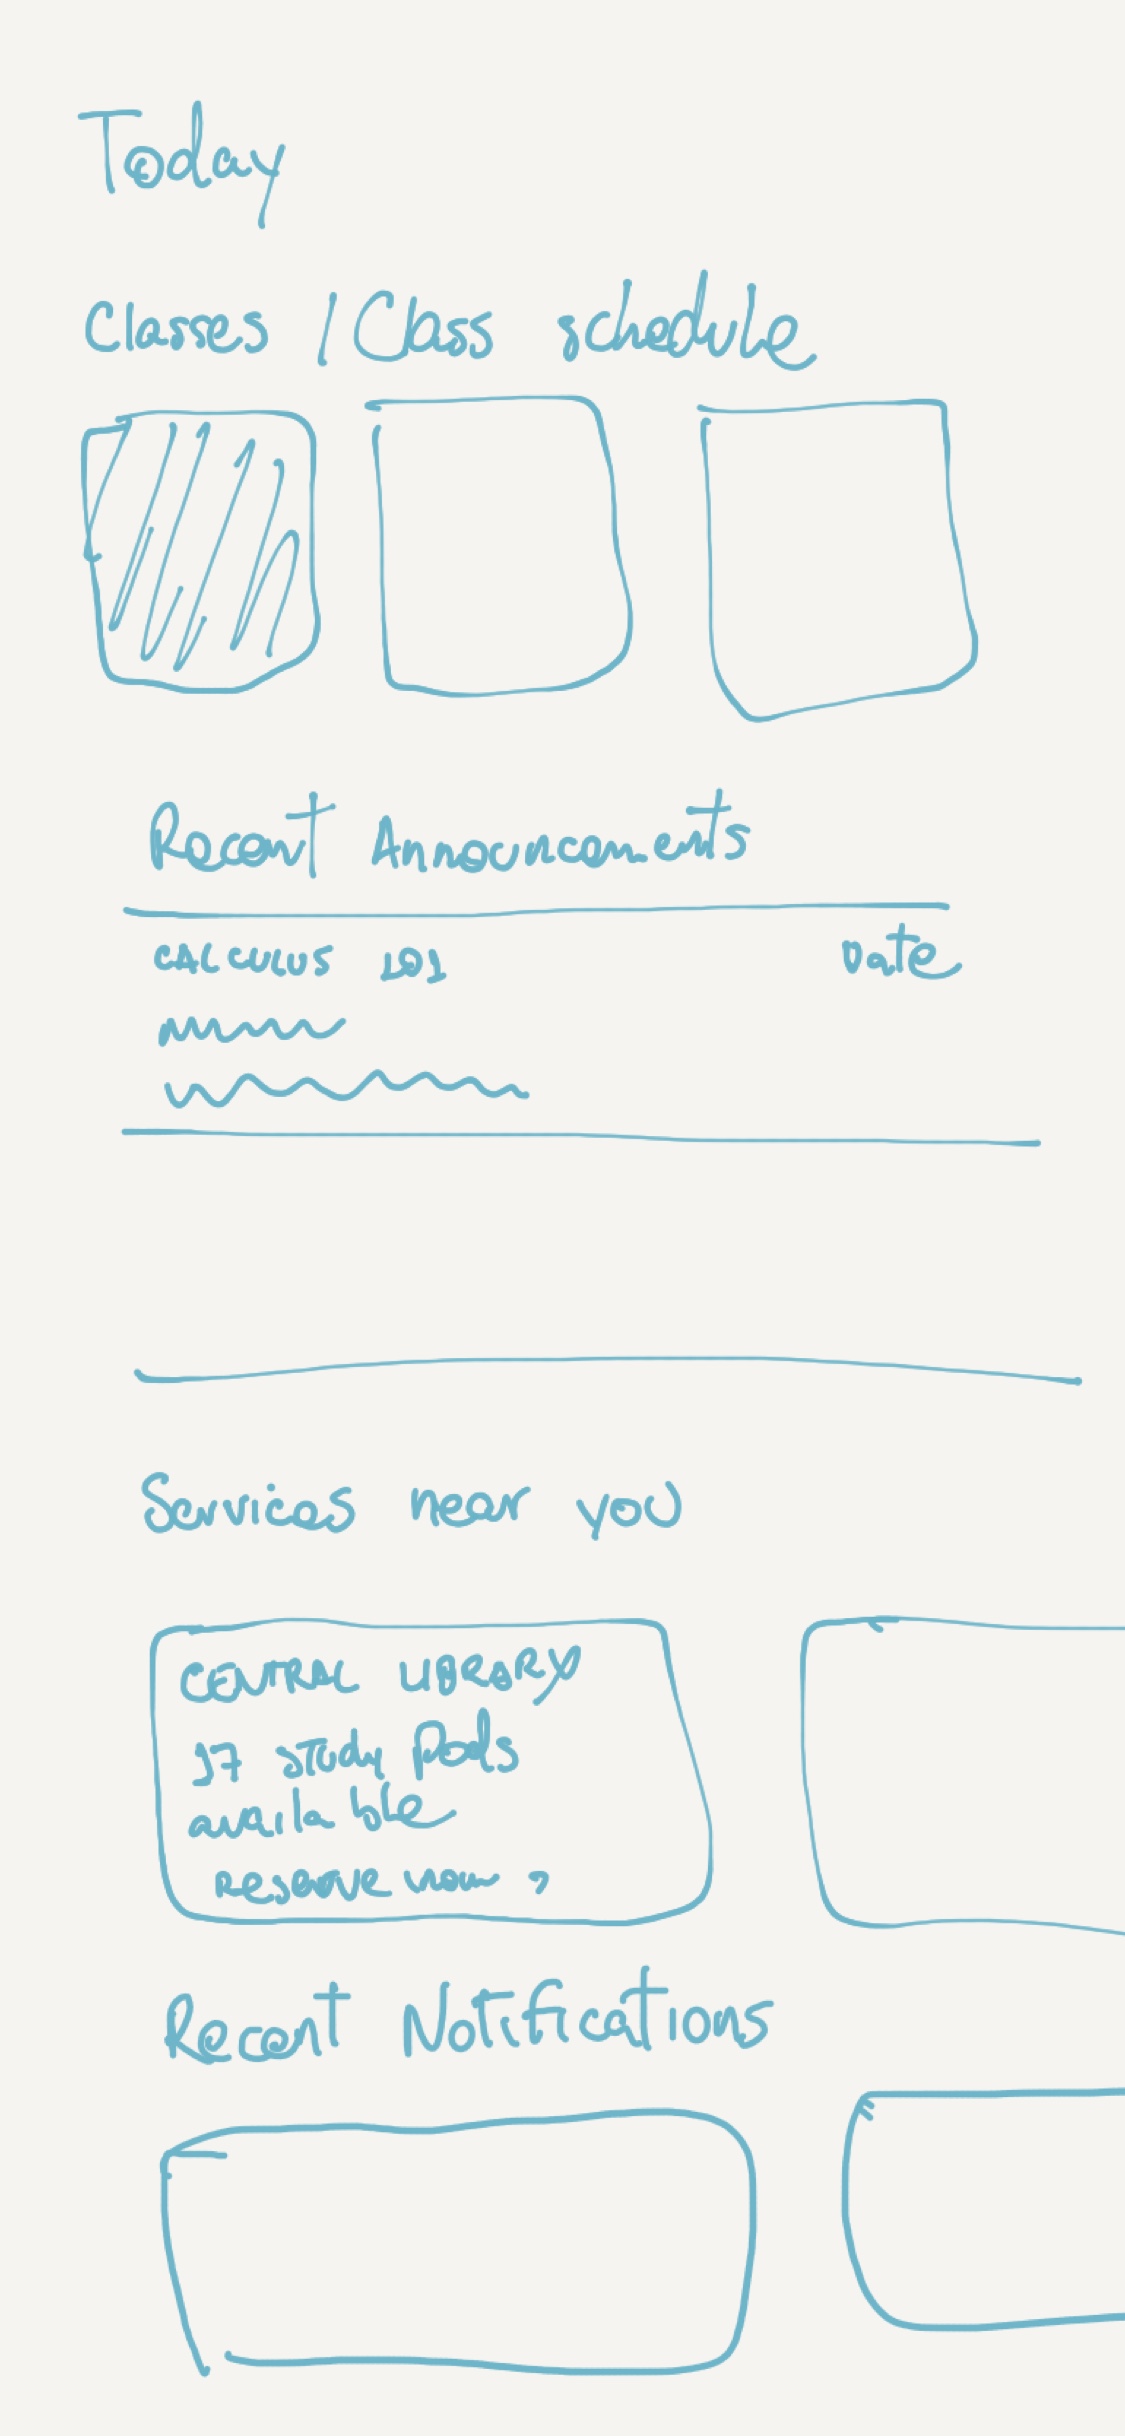 Today
Classes / Class schedule
Recent Announcements
CALCULUS 101
Date
Services near you
CENTRAL LIBRARY
17 study Pods
available
Reserve now >
Recent Notifications